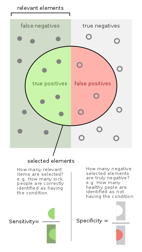 relevant elements
false negatives
true negatives
true positives
false positives
selected elements
How many relevant
items are selected?
e.g. How many sick
people are correctly
identified as having
the condition.
How many negative
selected elements
are truly negative?
e.g. How many
healthy people are
identified as not
having the
condition.
Sensitivity=
Specificity =